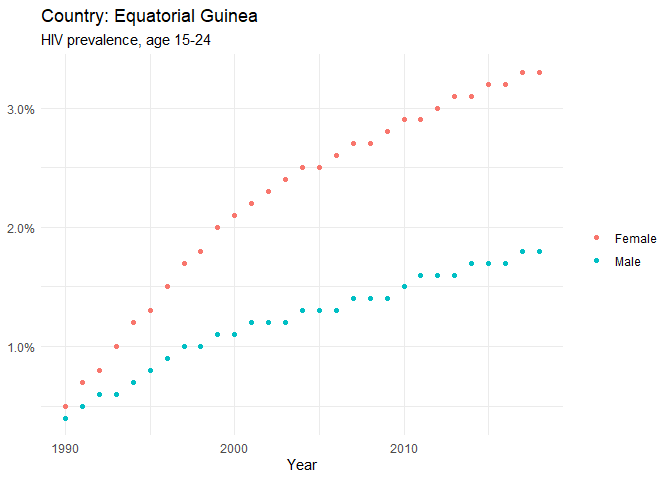 Country: Equatorial Guinea
HIV prevalence, age 15-24
3.0%
2.0%
1.0%
Female
Male
1990
2000
2010
Year